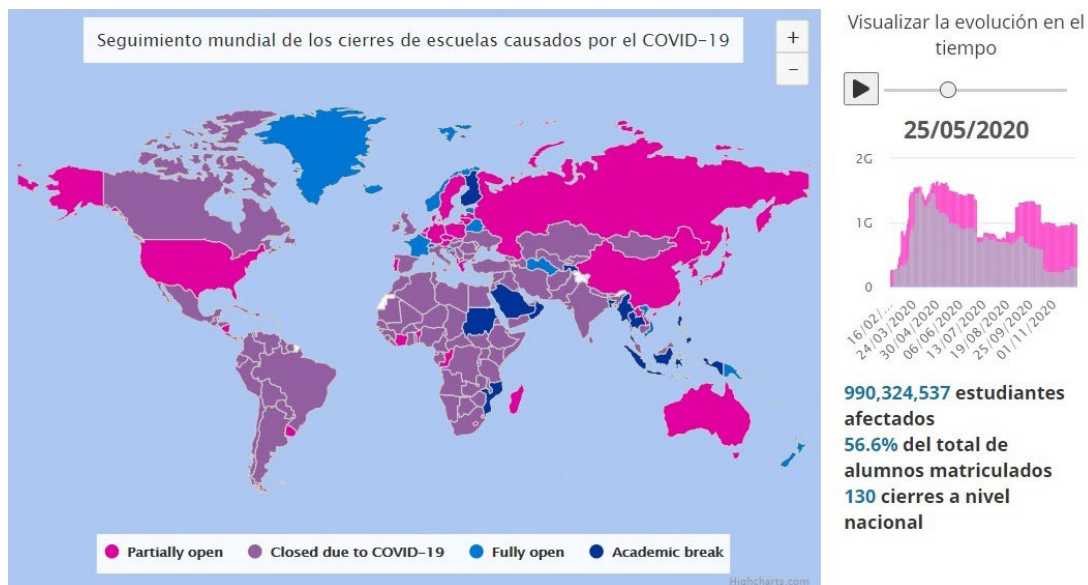 Seguimiento mundial de los cierres de escuelas causados por el COVID-19
+
−
Partially open
Closed due to COVID-19
Fully open
Academic break
Highcharts.com
Visualizar la evolución en el
tiempo
25/05/2020
2G
1G
0
16/02/...
24/03/2020
30/04/2020
06/06/2020
13/07/2020
19/08/2020
25/09/2020
01/11/2020
990,324,537 estudiantes
afectados
56.6% del total de
alumnos matriculados
130 cierres a nivel
nacional